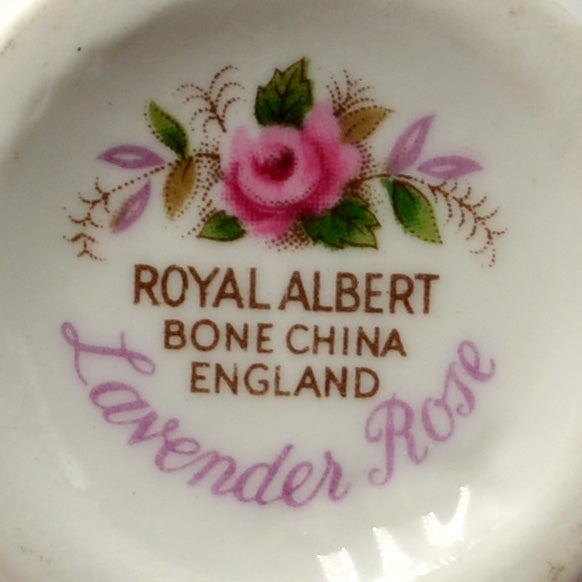 ROYAL ALBERT
BONE CHINA
ENGLAND
Lavender Rose